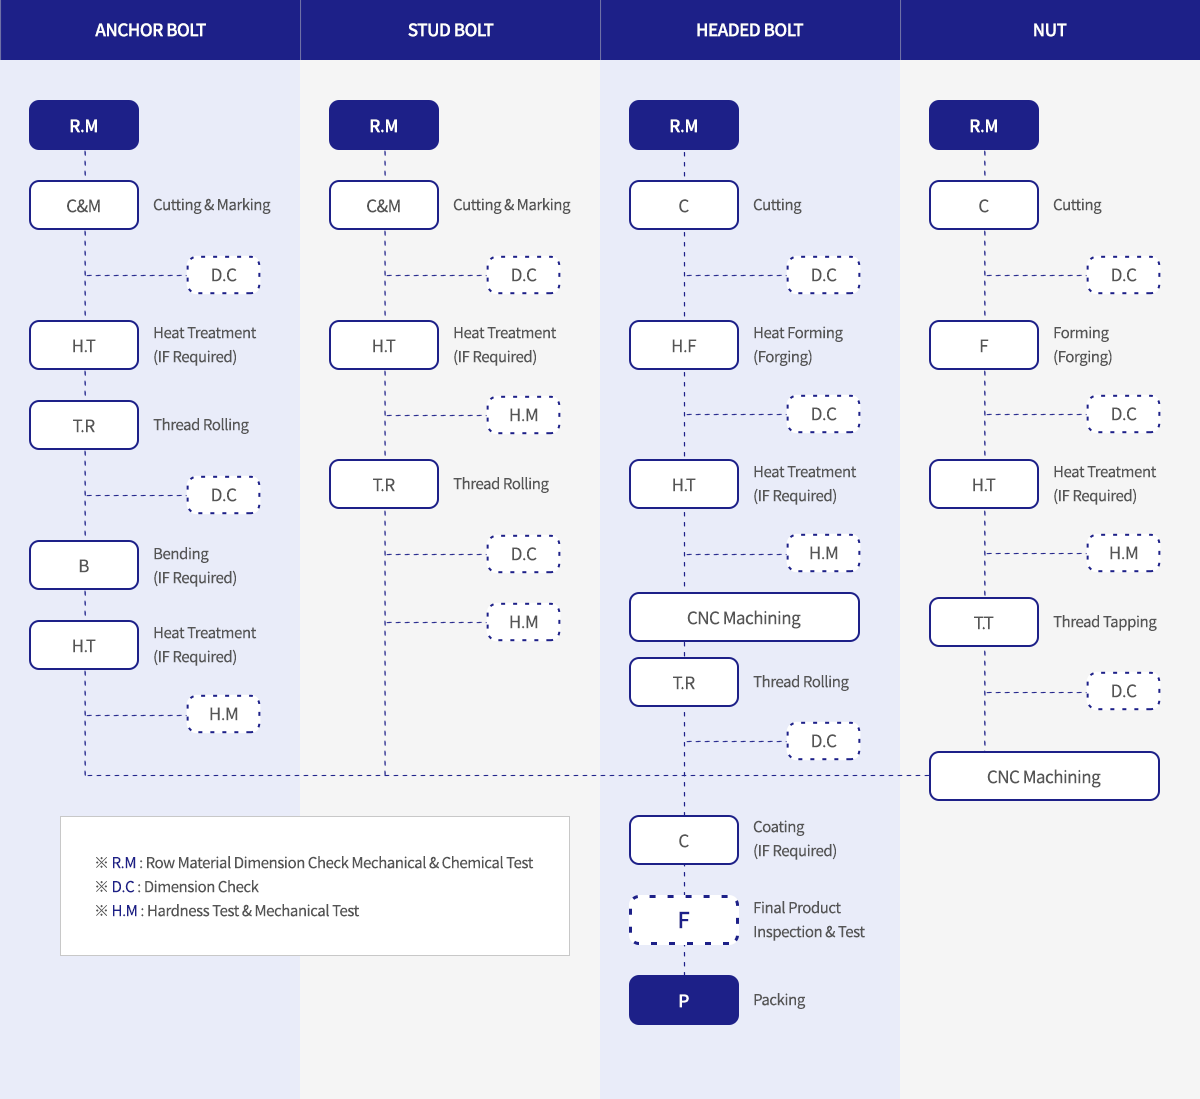 ANCHOR BOLT
STUD BOLT
HEADED BOLT
NUT
R.M
C&M
Cutting & Marking
D.C
H.T
Heat Treatment
(IF Required)
T.R
Thread Rolling
D.C
B
Bending
(IF Required)
H.T
Heat Treatment
(IF Required)
H.M
R.M
C&M
Cutting & Marking
D.C
H.T
Heat Treatment
(IF Required)
H.M
T.R
Thread Rolling
D.C
H.M
R.M
C
Cutting
D.C
H.F
Heat Forming
(Forging)
D.C
H.T
Heat Treatment
(IF Required)
H.M
CNC Machining
T.R
Thread Rolling
D.C
C
Coating
(IF Required)
F
Final Product
Inspection & Test
P
Packing
R.M
C
Cutting
D.C
F
Forming
(Forging)
D.C
H.T
Heat Treatment
(IF Required)
H.M
T.T
Thread Tapping
D.C
CNC Machining
※ R.M : Row Material Dimension Check Mechanical & Chemical Test
※ D.C : Dimension Check
※ H.M : Hardness Test & Mechanical Test